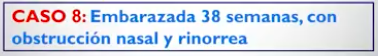 CASO 8: Embarazada 38 semanas, con
obstrucción nasal y rinorrea